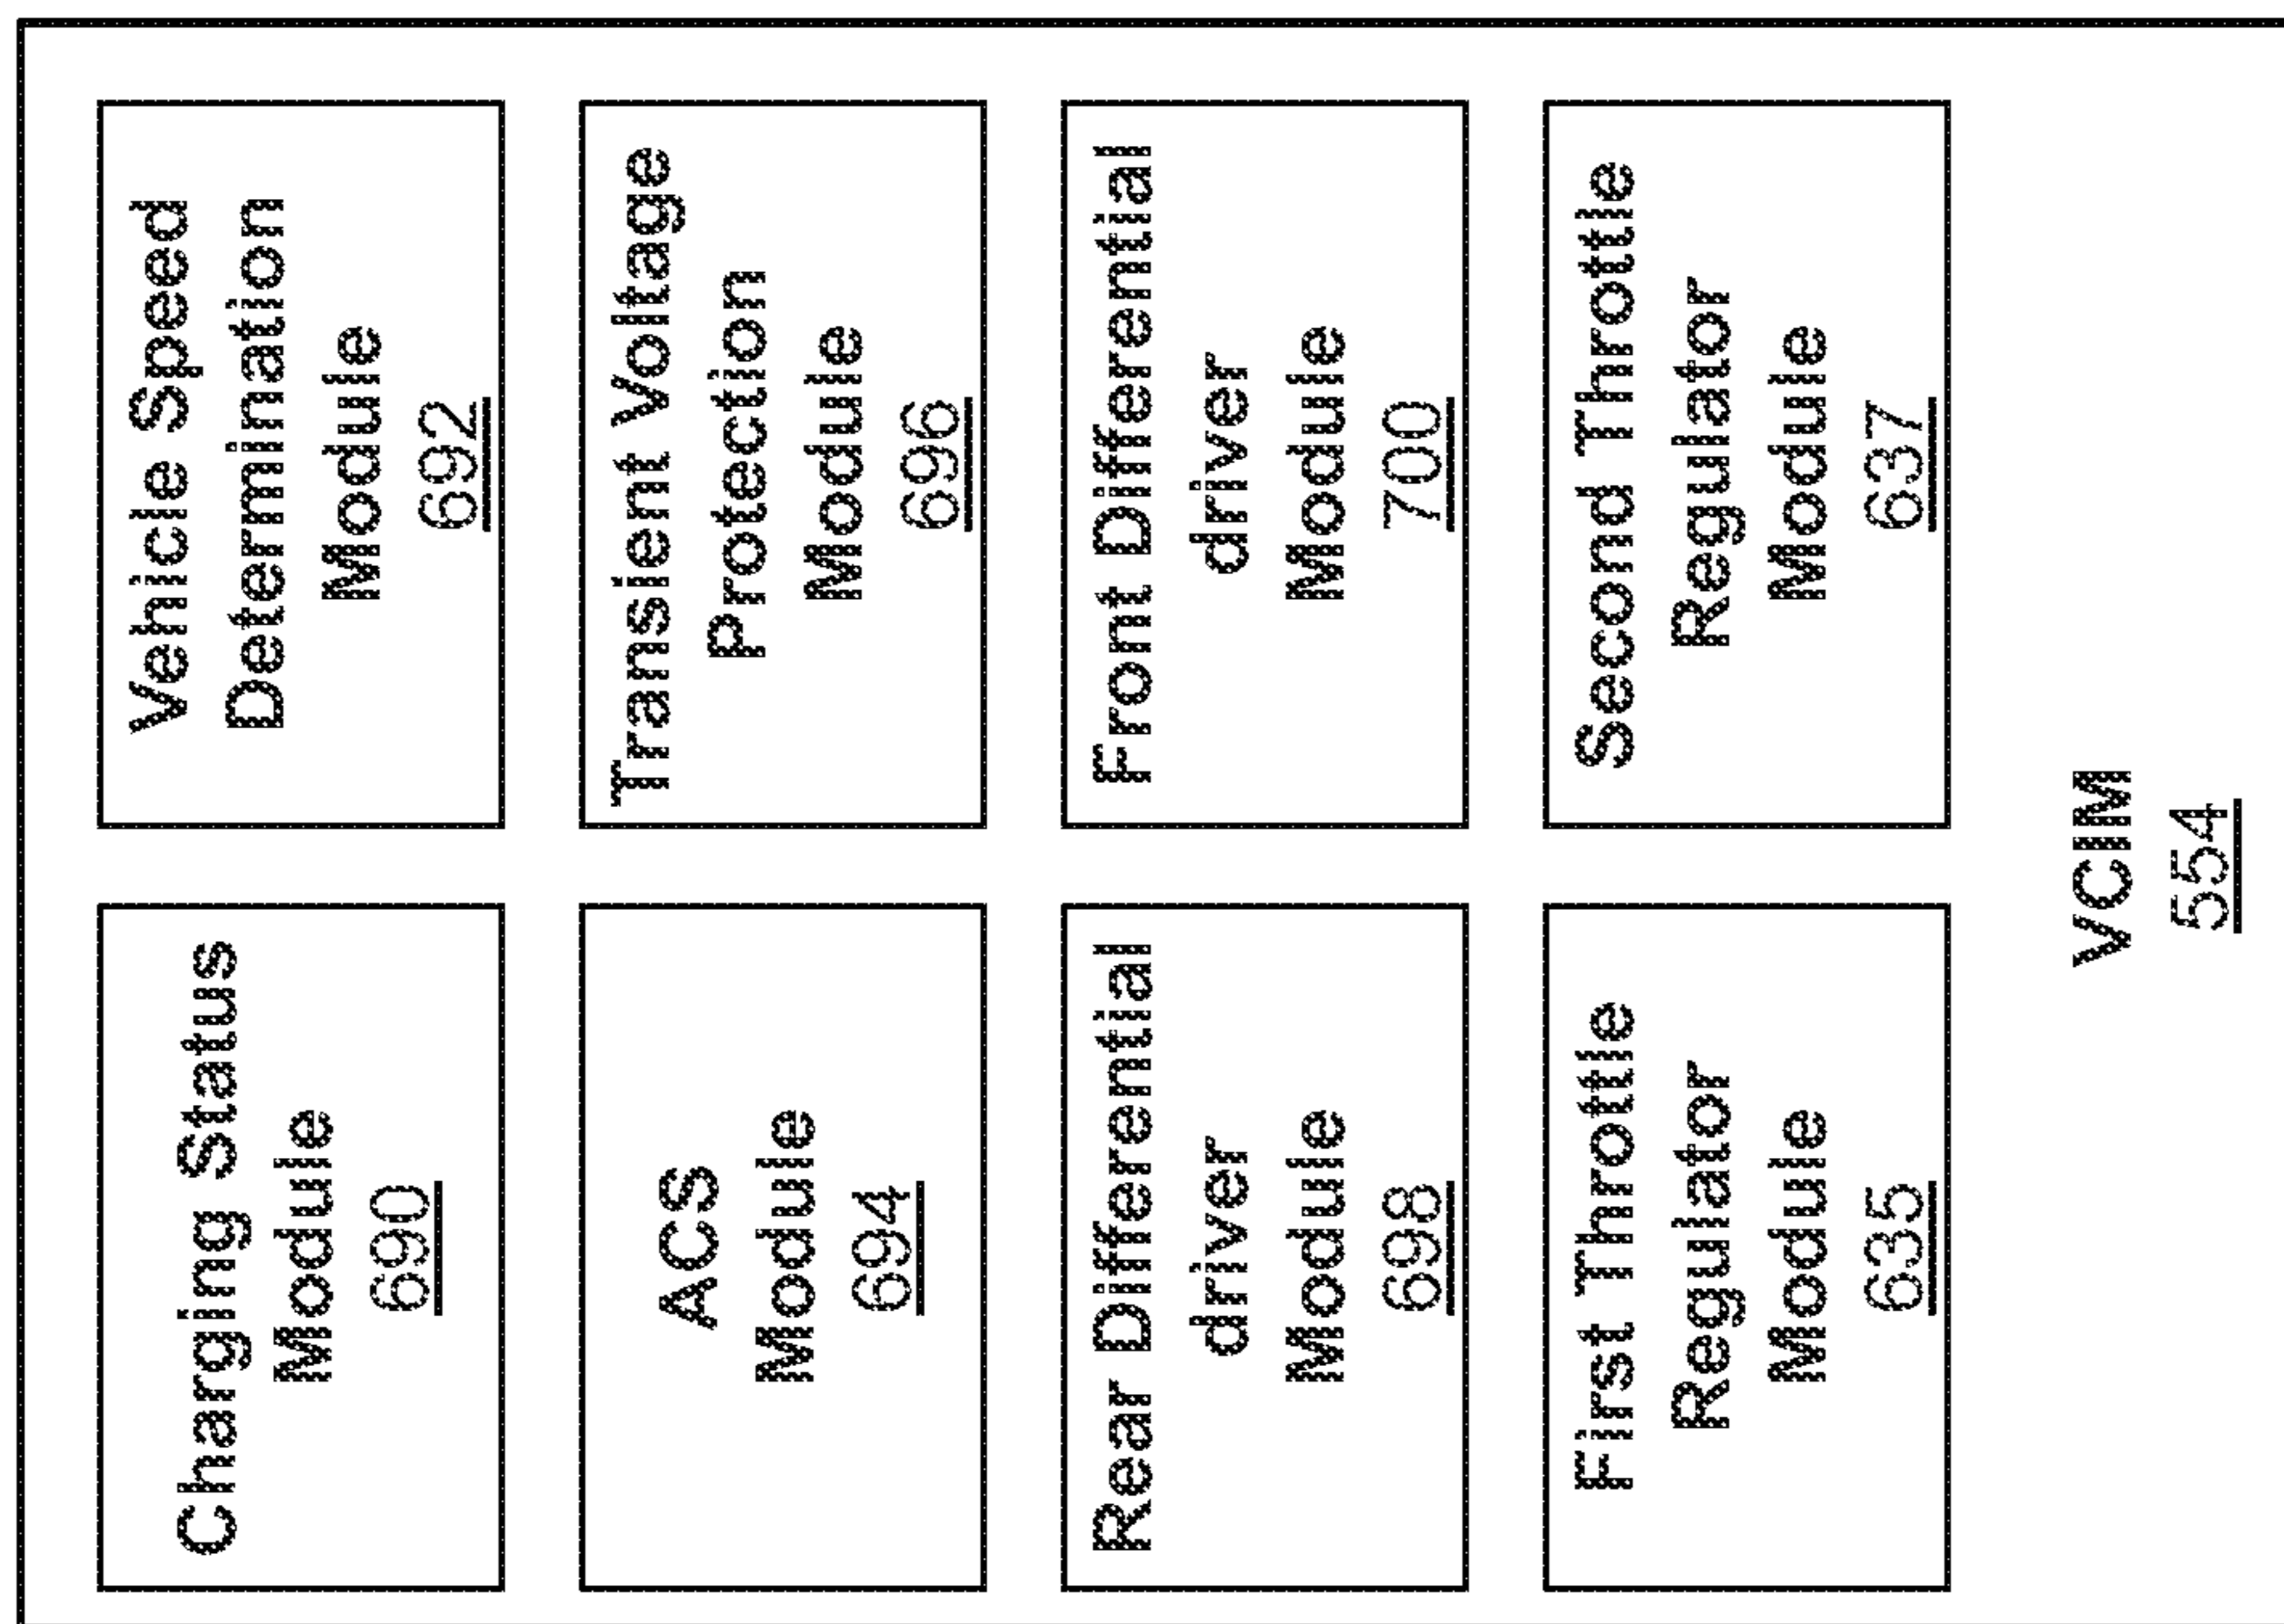 Charging Status
Module
690
Vehicle Speed
Determination
Module
692
ACS
Module
694
Transient Voltage
Protection
Module
696
Rear Differential
driver
Module
698
Front Differential
driver
Module
700
First Throttle
Regulator
Module
635
Second Throttle
Regulator
Module
637
VCIM
554